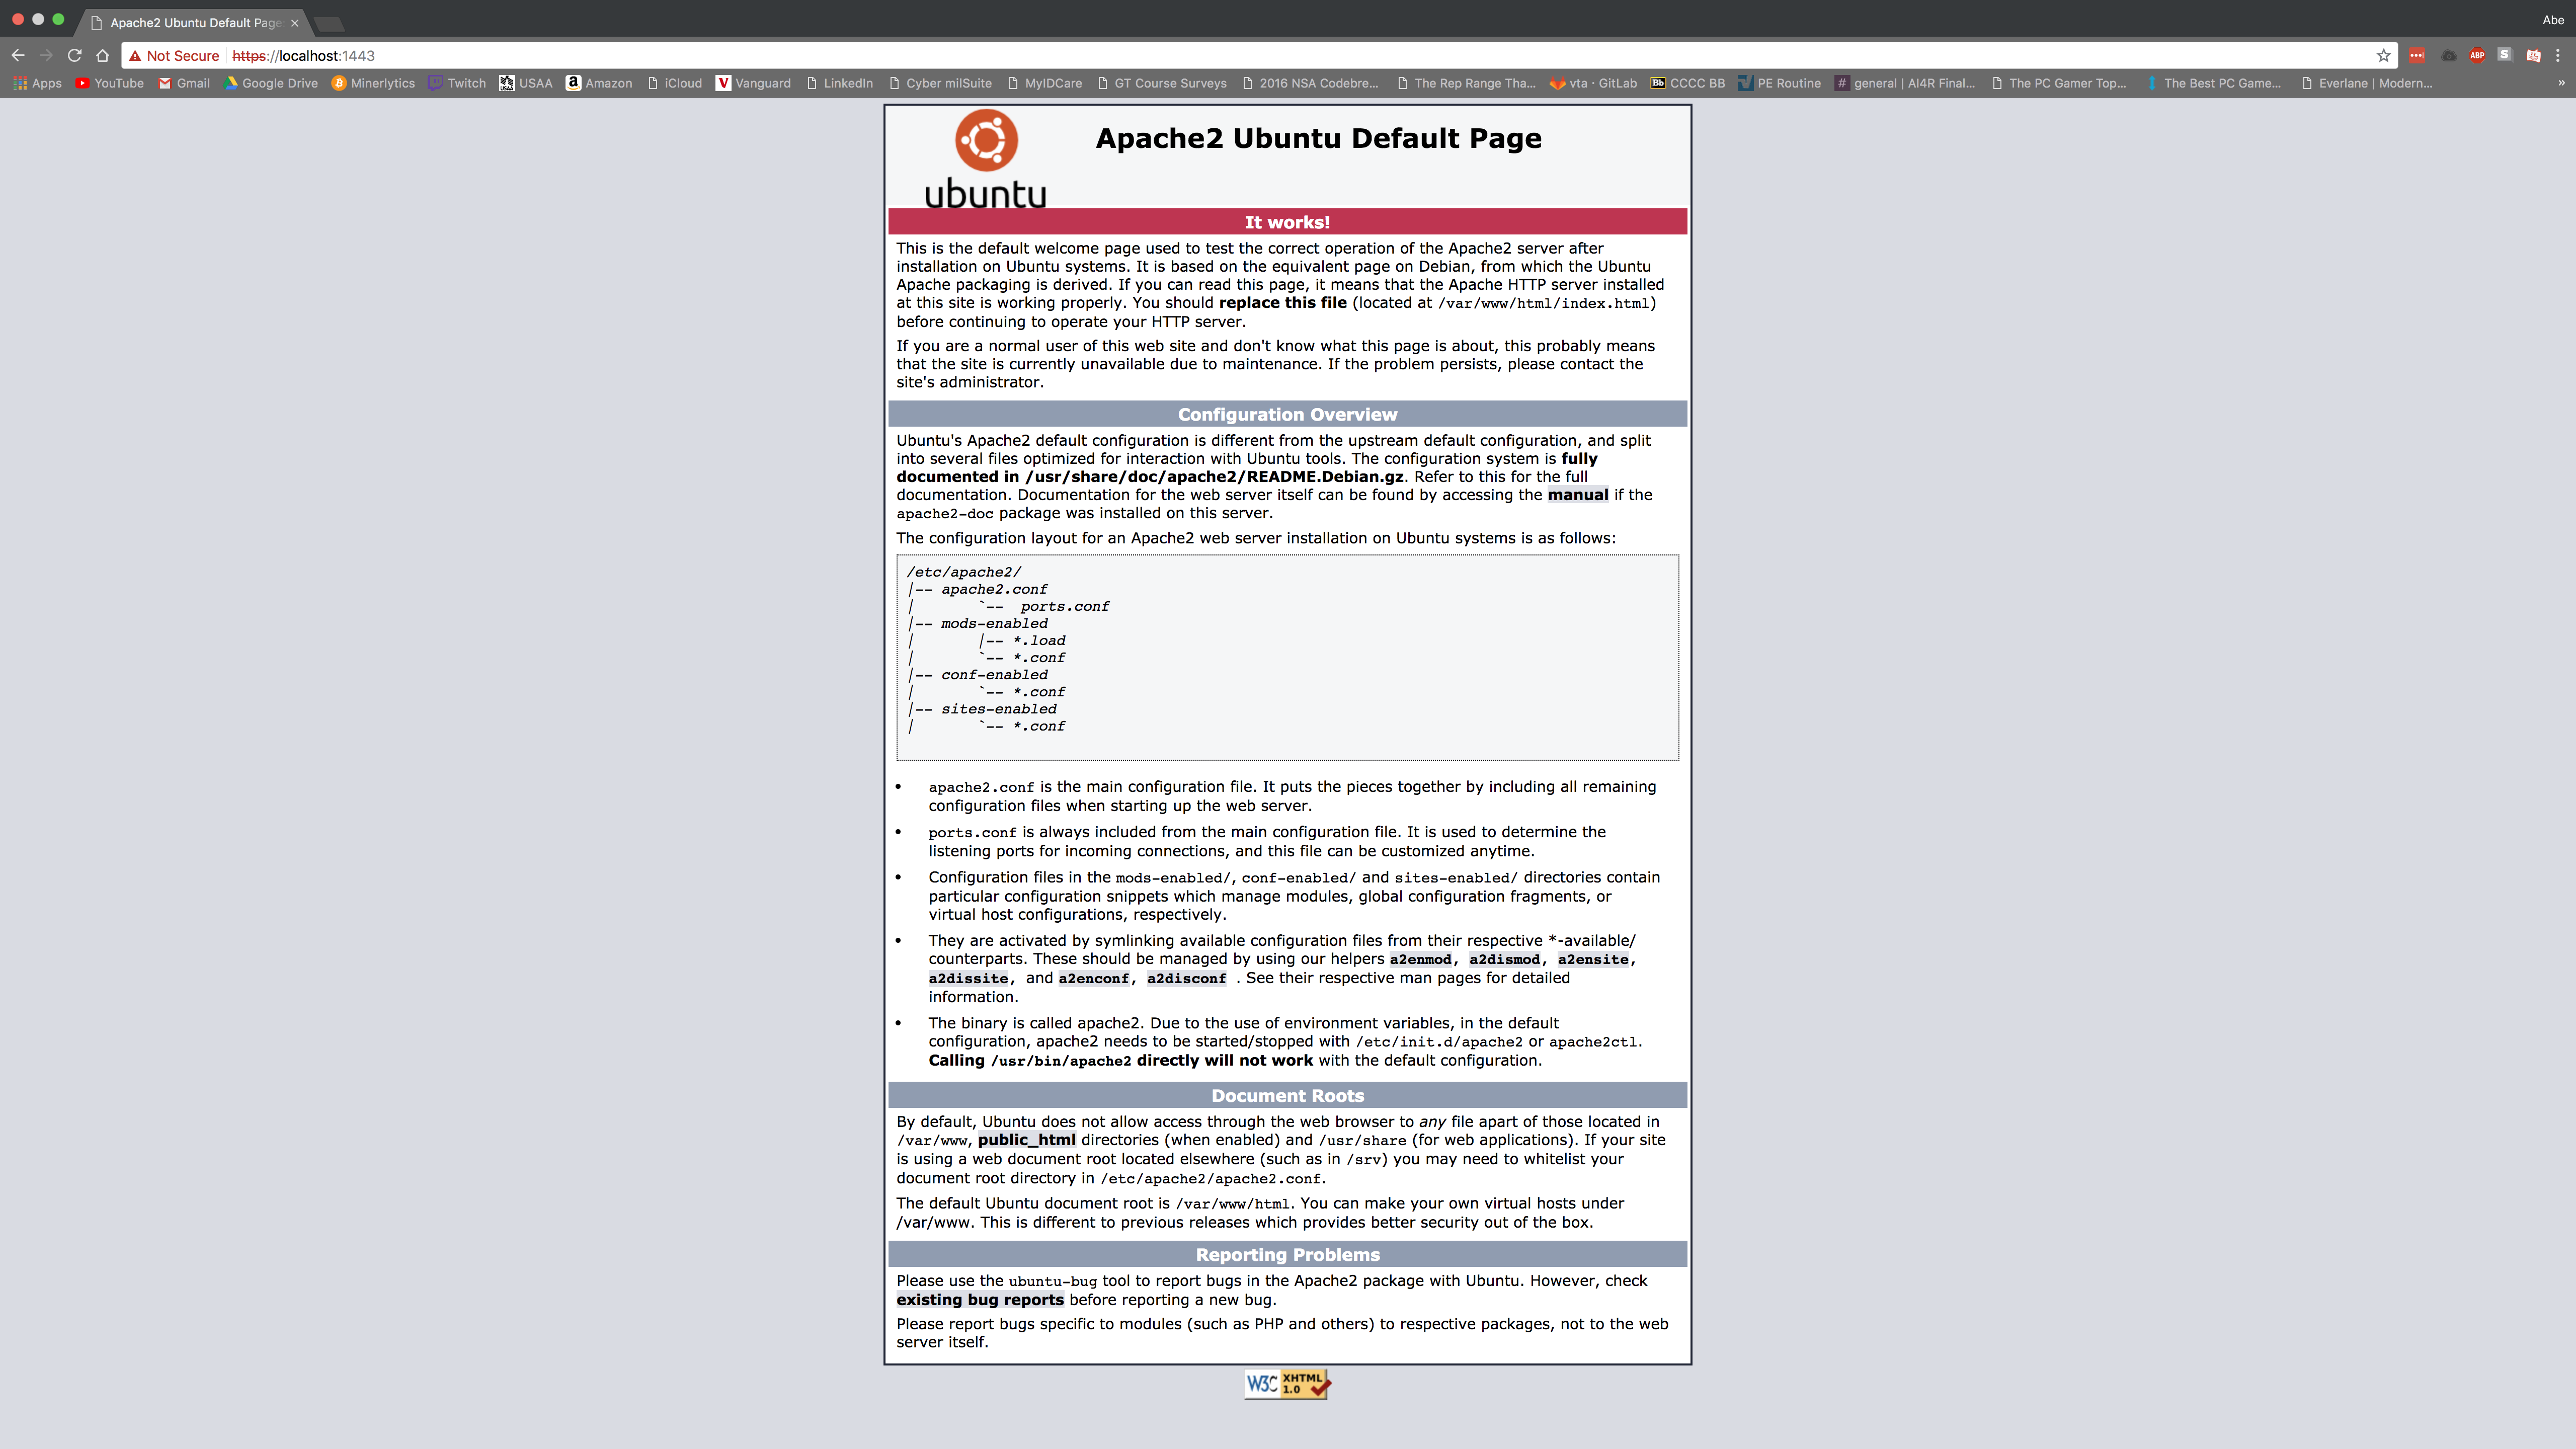 Apache2 Ubuntu Default Page
Abe
Not Secure https://localhost:1443
ABP
S
Apps YouTube Gmail Google Drive Minerlytics Twitch USAA Amazon iCloud Vanguard LinkedIn Cyber milSuite MyIDCare GT Course Surveys 2016 NSA Codebre... The Rep Range Tha... vta · GitLab CCCC BB PE Routine general | AI4R Final... The PC Gamer Top... The Best PC Game... Everlane | Modern... »
ubuntu
Apache2 Ubuntu Default Page
It works!
This is the default welcome page used to test the correct operation of the Apache2 server after
installation on Ubuntu systems. It is based on the equivalent page on Debian, from which the Ubuntu
Apache packaging is derived. If you can read this page, it means that the Apache HTTP server installed
at this site is working properly. You should replace this file (located at /var/www/html/index.html)
before continuing to operate your HTTP server.
If you are a normal user of this web site and don't know what this page is about, this probably means
that the site is currently unavailable due to maintenance. If the problem persists, please contact the
site's administrator.
Configuration Overview
Ubuntu's Apache2 default configuration is different from the upstream default configuration, and split
into several files optimized for interaction with Ubuntu tools. The configuration system is fully
documented in /usr/share/doc/apache2/README.Debian.gz. Refer to this for the full
documentation. Documentation for the web server itself can be found by accessing the manual if the
apache2-doc package was installed on this server.
The configuration layout for an Apache2 web server installation on Ubuntu systems is as follows:
/etc/apache2/
|-- apache2.conf
|       `--  ports.conf
|-- mods-enabled
|       |-- *.load
|       `-- *.conf
|-- conf-enabled
|       `-- *.conf
|-- sites-enabled
|       `-- *.conf
• apache2.conf is the main configuration file. It puts the pieces together by including all remaining
configuration files when starting up the web server.
• ports.conf is always included from the main configuration file. It is used to determine the
listening ports for incoming connections, and this file can be customized anytime.
• Configuration files in the mods-enabled/, conf-enabled/ and sites-enabled/ directories contain
particular configuration snippets which manage modules, global configuration fragments, or
virtual host configurations, respectively.
• They are activated by symlinking available configuration files from their respective *-available/
counterparts. These should be managed by using our helpers a2enmod, a2dismod, a2ensite,
a2dissite, and a2enconf, a2disconf . See their respective man pages for detailed
information.
• The binary is called apache2. Due to the use of environment variables, in the default
configuration, apache2 needs to be started/stopped with /etc/init.d/apache2 or apache2ctl.
Calling /usr/bin/apache2 directly will not work with the default configuration.
Document Roots
By default, Ubuntu does not allow access through the web browser to any file apart of those located in
/var/www, public_html directories (when enabled) and /usr/share (for web applications). If your site
is using a web document root located elsewhere (such as in /srv) you may need to whitelist your
document root directory in /etc/apache2/apache2.conf.
The default Ubuntu document root is /var/www/html. You can make your own virtual hosts under
/var/www. This is different to previous releases which provides better security out of the box.
Reporting Problems
Please use the ubuntu-bug tool to report bugs in the Apache2 package with Ubuntu. However, check
existing bug reports before reporting a new bug.
Please report bugs specific to modules (such as PHP and others) to respective packages, not to the web
server itself.
W3C XHTML
1.0